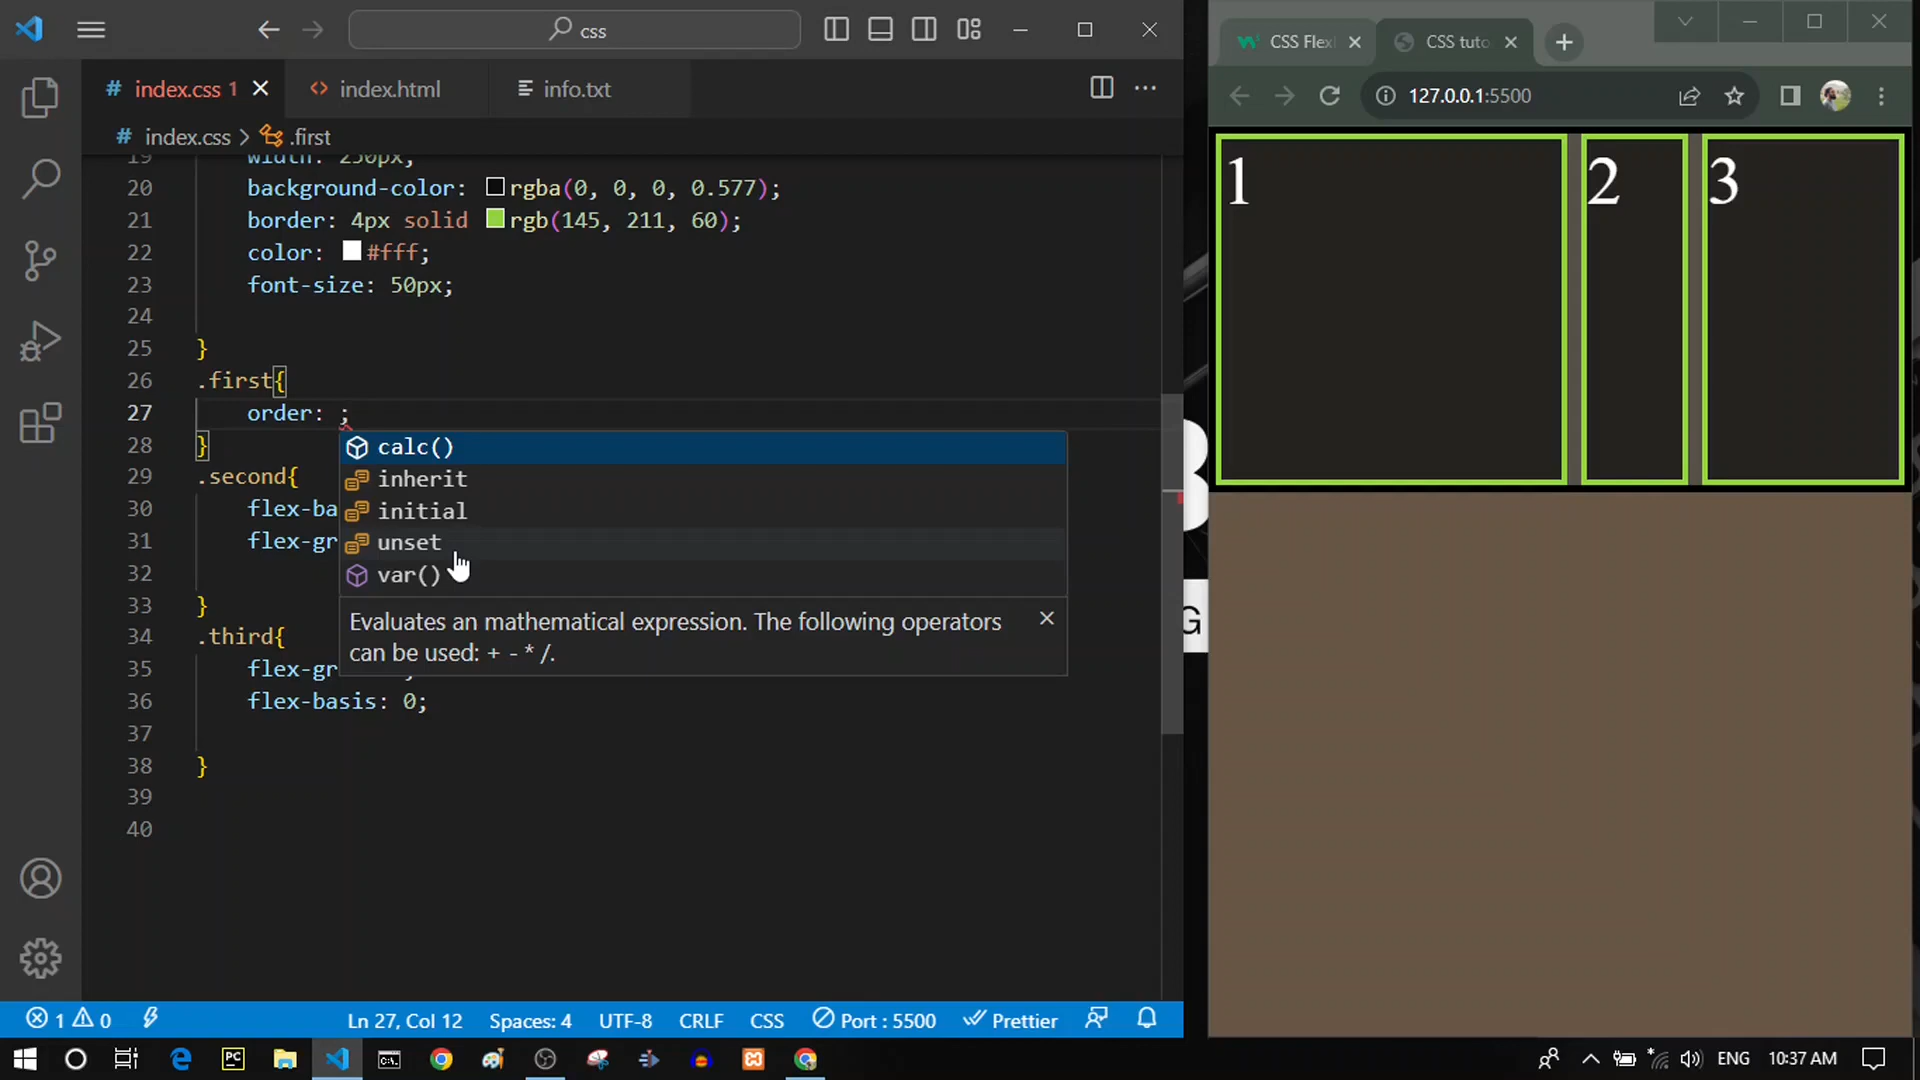 css
# index.css 1
<> index.html
info.txt
# index.css > .first
19 width: 250px;
20 background-color: rgba(0, 0, 0, 0.577);
21 border: 4px solid rgb(145, 211, 60);
22 color: #fff;
23 font-size: 50px;
24
25 }
26 .first{
27 order: ;
28 }
29 .second{
30 flex-ba
31 flex-gr
32
33 }
34 .third{
35 flex-gr
36 flex-basis: 0;
37
38 }
39
40
calc()
inherit
initial
unset
var()
Evaluates an mathematical expression. The following operators
can be used: + - * /.
1 0
Ln 27, Col 12 Spaces: 4 UTF-8 CRLF CSS Port : 5500 Prettier
CSS Flexl
CSS tuto
127.0.0.1:5500
1 2 3
G
PC
ENG 10:37 AM